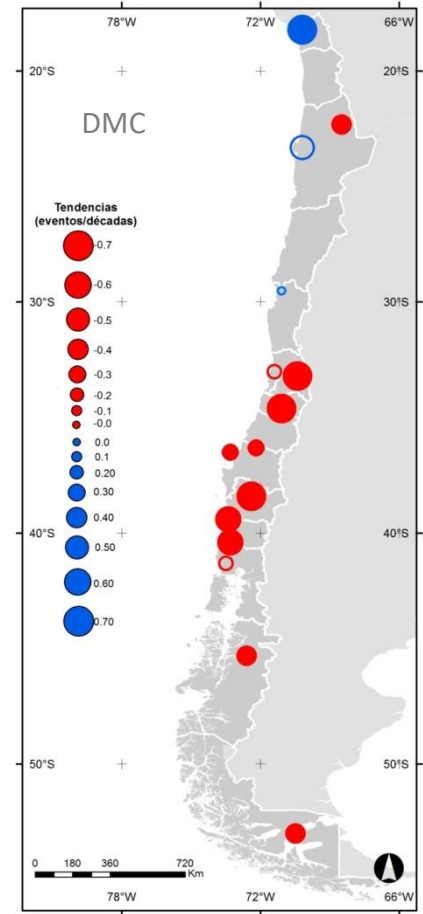 78°W 72°W 66°W
20°S 20°S
DMC
Tendencias
(eventos/décadas)
-0.7
-0.6
-0.5
-0.4
-0.3
-0.2
-0.1
-0.0
0.0
0.1
0.20
0.30
0.40
0.50
0.60
0.70
30°S 30°S
40°S 40°S
50°S 50°S
0 180 360 720
Km
78°W 72°W 66°W